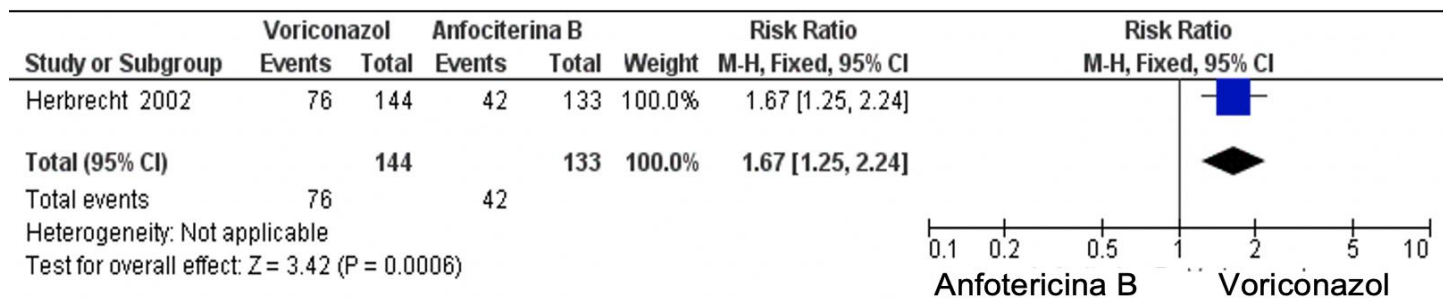 Voriconazol Anfociterina B Risk Ratio Risk Ratio
Study or Subgroup Events Total Events Total Weight M-H, Fixed, 95% CI M-H, Fixed, 95% CI
Herbrecht 2002 76 144 42 133 100.0% 1.67 [1.25, 2.24]
Total (95% CI) 144 133 100.0% 1.67 [1.25, 2.24]
Total events 76 42
Heterogeneity: Not applicable
Test for overall effect: Z = 3.42 (P = 0.0006)
0.1 0.2 0.5 1 2 5 10
Anfotericina B Voriconazol